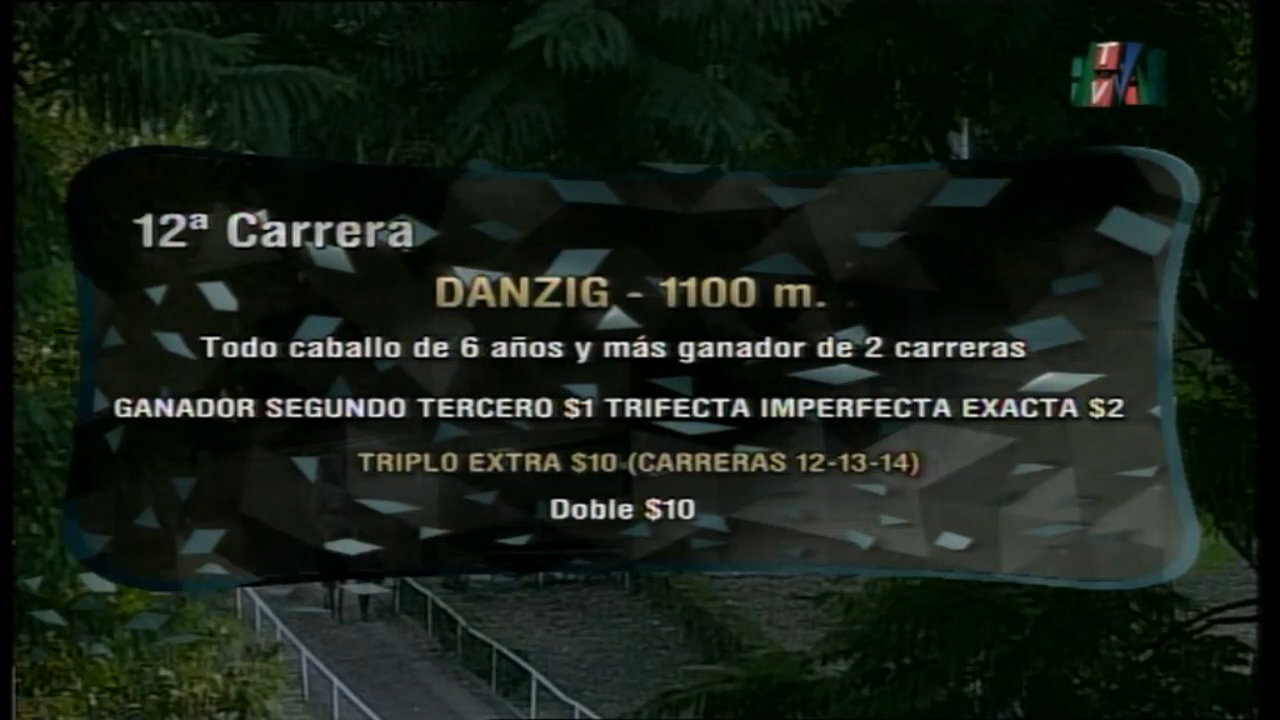 T
V
12ª Carrera
DANZIG - 1100 m.
Todo caballo de 6 años y más ganador de 2 carreras
GANADOR SEGUNDO TERCERO $1 TRIFECTA IMPERFECTA EXACTA $2
TRIPLO EXTRA $10 (CARRERAS 12-13-14)
Doble $10